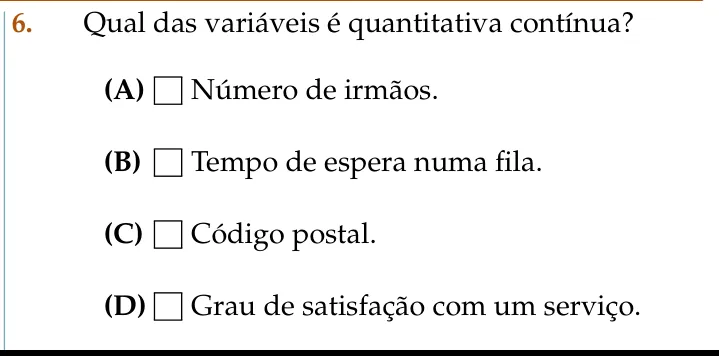 6. Qual das variáveis é quantitativa contínua?
(A) □ Número de irmãos.
(B) □ Tempo de espera numa fila.
(C) □ Código postal.
(D) □ Grau de satisfação com um serviço.